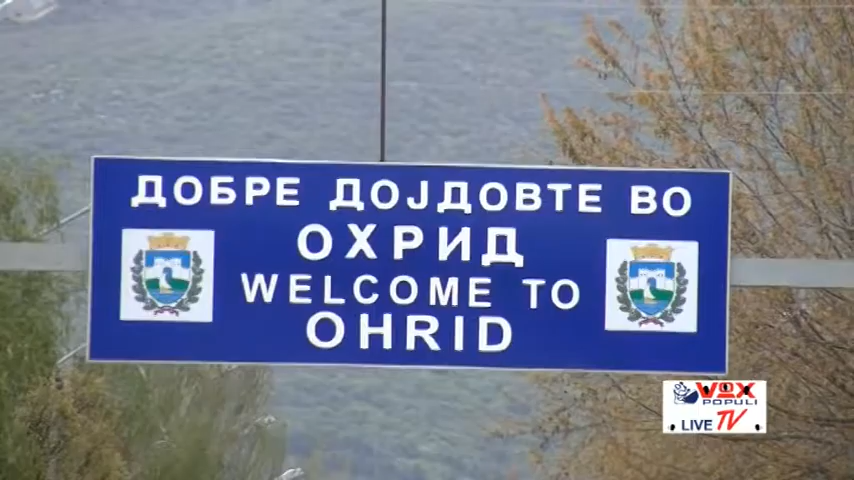 ДОБРЕ ДОЈДОВТЕ ВО
ОХРИД
WELCOME TO
OHRID
VOX
POPULI
LIVE TV